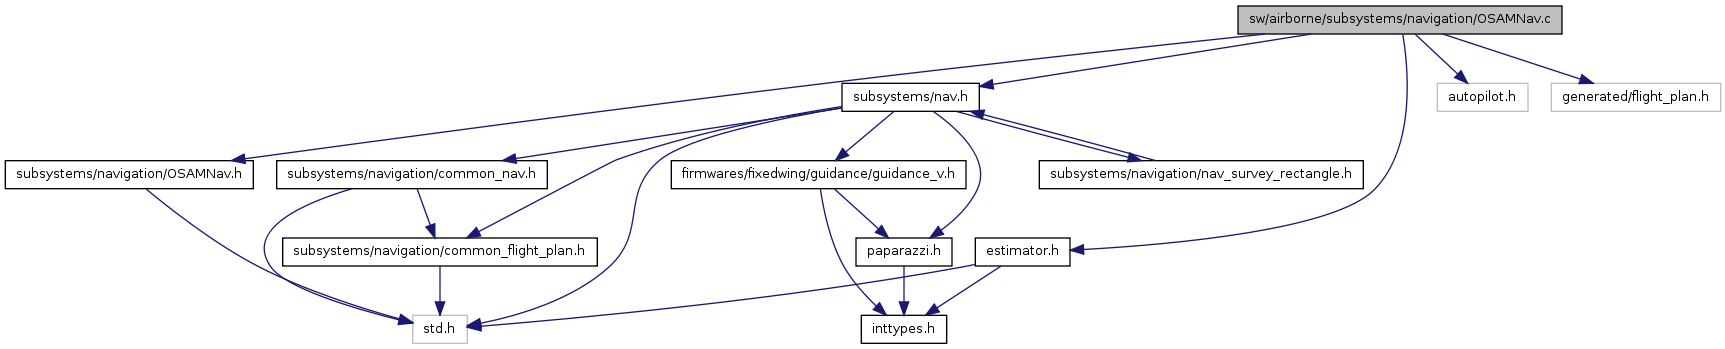 sw/airborne/subsystems/navigation/OSAMNav.c
subsystems/nav.h
autopilot.h
generated/flight_plan.h
subsystems/navigation/OSAMNav.h
subsystems/navigation/common_nav.h
firmwares/fixedwing/guidance/guidance_v.h
subsystems/navigation/nav_survey_rectangle.h
subsystems/navigation/common_flight_plan.h
paparazzi.h
estimator.h
std.h
inttypes.h